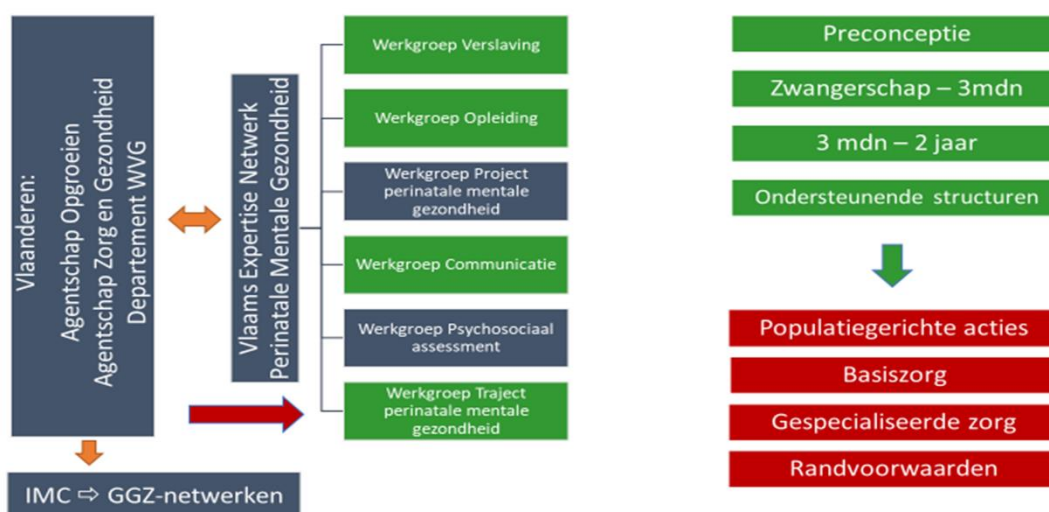 Vlaanderen:
Agentschap Opgroeien
Agentschap Zorg en Gezondheid
Departement WVG
IMC ⇨ GGZ-netwerken
Vlaams Expertise Netwerk
Perinatale Mentale Gezondheid
Werkgroep Verslaving
Werkgroep Opleiding
Werkgroep Project
perinatale mentale
gezondheid
Werkgroep Communicatie
Werkgroep Psychosociaal
assessment
Werkgroep Traject
perinatale mentale
gezondheid
Preconceptie
Zwangerschap – 3mdn
3 mdn – 2 jaar
Ondersteunende structuren
Populatiegerichte acties
Basiszorg
Gespecialiseerde zorg
Randvoorwaarden